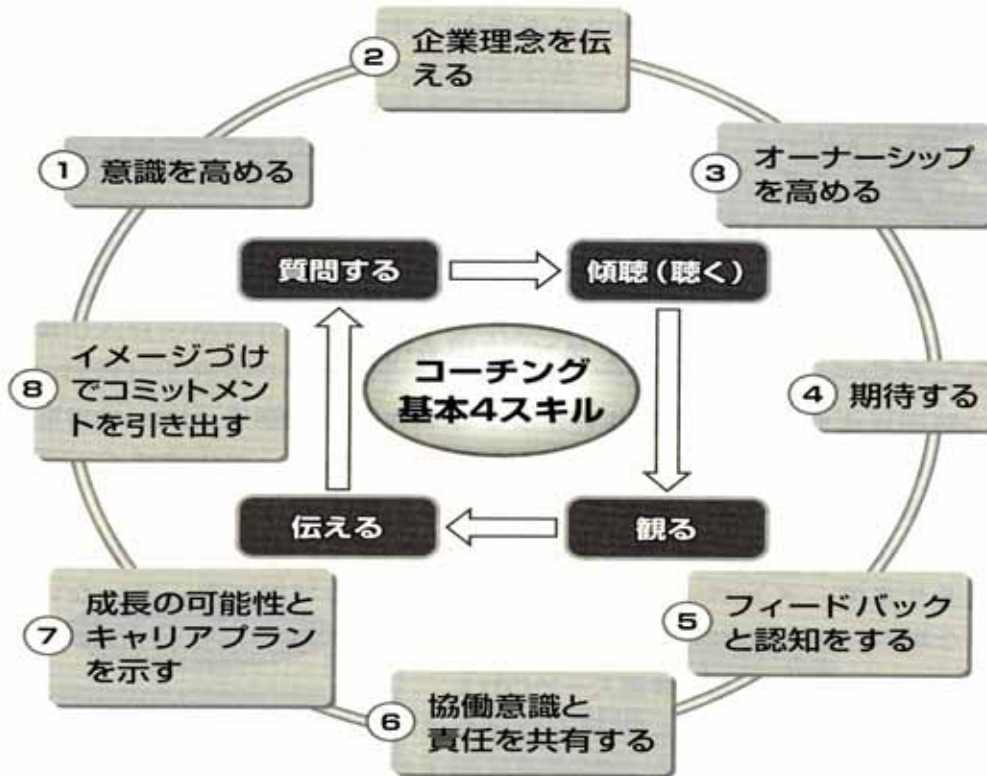 ② 企業理念を伝
える
① 意識を高める
③ オーナーシップ
を高める
質問する
傾聴(聴く)
コーチング
基本4スキル
⑧ イメージづけ
でコミットメン
トを引き出す
④ 期待する
伝える
観る
⑦ 成長の可能性と
キャリアプラン
を示す
⑤ フィードバック
と認知をする
⑥ 協働意識と
責任を共有する